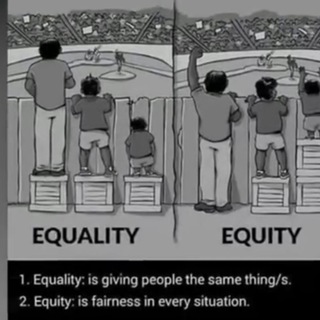 EQUALITY
EQUITY
1. Equality: is giving people the same thing/s.
2. Equity: is fairness in every situation.